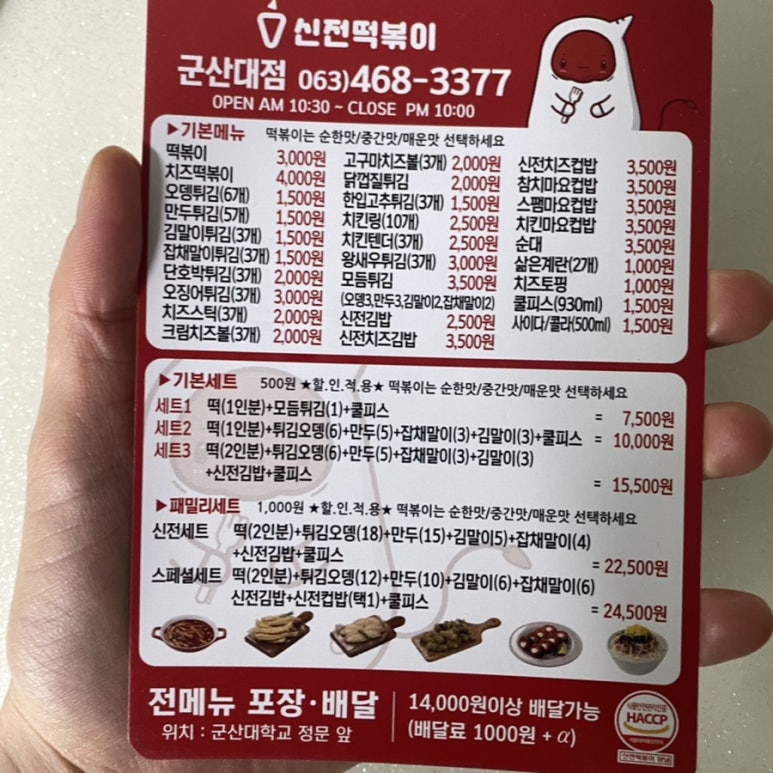 신전떡볶이
군산대점 063)468-3377
OPEN AM 10:30 ~ CLOSE PM 10:00
▶기본메뉴 떡볶이는 순한맛/중간맛/매운맛 선택하세요
떡볶이 3,000원
치즈떡볶이 4,000원
오뎅튀김(6개) 1,500원
만두튀김(5개) 1,500원
김말이튀김(3개) 1,500원
잡채말이튀김(3개) 1,500원
단호박튀김(3개) 2,000원
오징어튀김(3개) 3,000원
치즈스틱(3개) 2,000원
크림치즈볼(3개) 2,000원
고구마치즈볼(3개) 2,000원
닭껍질튀김 2,000원
한입고추튀김(3개) 1,500원
치킨링(10개) 2,500원
치킨텐더(3개) 2,500원
왕새우튀김(3개) 3,000원
모듬튀김 3,500원
(오뎅3,만두3,김말이2,잡채말이2)
신전김밥 2,500원
신전치즈김밥 3,500원
신전치즈컵밥 3,500원
참치마요컵밥 3,500원
스팸마요컵밥 3,500원
치킨마요컵밥 3,500원
순대 3,500원
삶은계란(2개) 1,000원
치즈토핑 1,000원
쿨피스(930ml) 1,500원
사이다/콜라(500ml) 1,500원
▶기본세트 500원 ★할.인.적.용★ 떡볶이는 순한맛/중간맛/매운맛 선택하세요
세트1 떡(1인분)+모듬튀김(1)+쿨피스 = 7,500원
세트2 떡(1인분)+튀김오뎅(6)+만두(5)+잡채말이(3)+김말이(3)+쿨피스 = 10,000원
세트3 떡(2인분)+튀김오뎅(6)+만두(5)+잡채말이(3)+김말이(3)
+신전김밥+쿨피스 = 15,500원
▶패밀리세트 1,000원 ★할.인.적.용★ 떡볶이는 순한맛/중간맛/매운맛 선택하세요
신전세트 떡(2인분)+튀김오뎅(18)+만두(15)+김말이5)+잡채말이(4)
+신전김밥+쿨피스 = 22,500원
스페셜세트 떡(2인분)+튀김오뎅(12)+만두(10)+김말이(6)+잡채말이(6)
신전김밥+신전컵밥(택1)+쿨피스 = 24,500원
전메뉴 포장·배달
위치 : 군산대학교 정문 앞
14,000원이상 배달가능
(배달료 1000원 + α)
HACCP